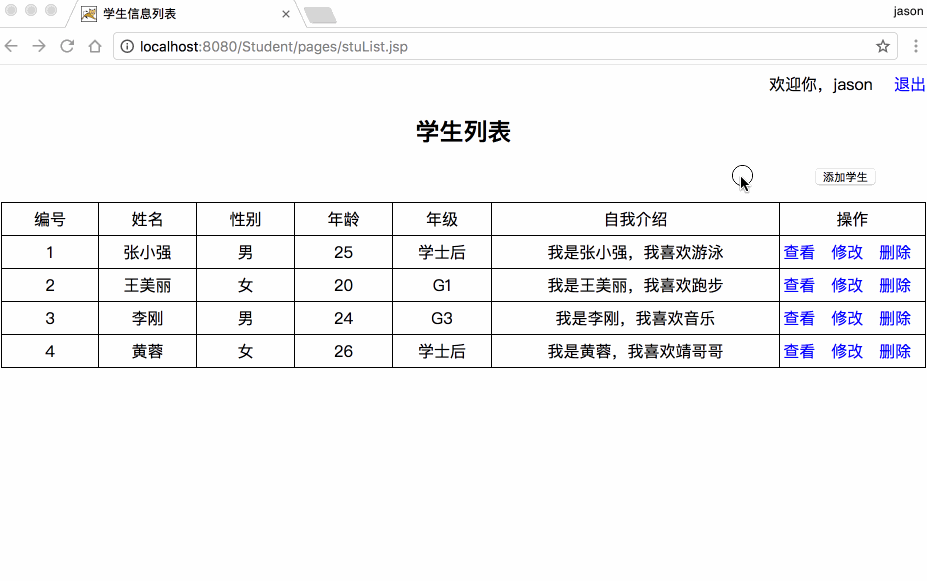 学生信息列表
jason
localhost:8080/Student/pages/stuList.jsp
欢迎你，jason 退出
学生列表
添加学生
编号 姓名 性别 年龄 年级 自我介绍 操作
1 张小强 男 25 学士后 我是张小强，我喜欢游泳 查看 修改 删除
2 王美丽 女 20 G1 我是王美丽，我喜欢跑步 查看 修改 删除
3 李刚 男 24 G3 我是李刚，我喜欢音乐 查看 修改 删除
4 黄蓉 女 26 学士后 我是黄蓉，我喜欢靖哥哥 查看 修改 删除